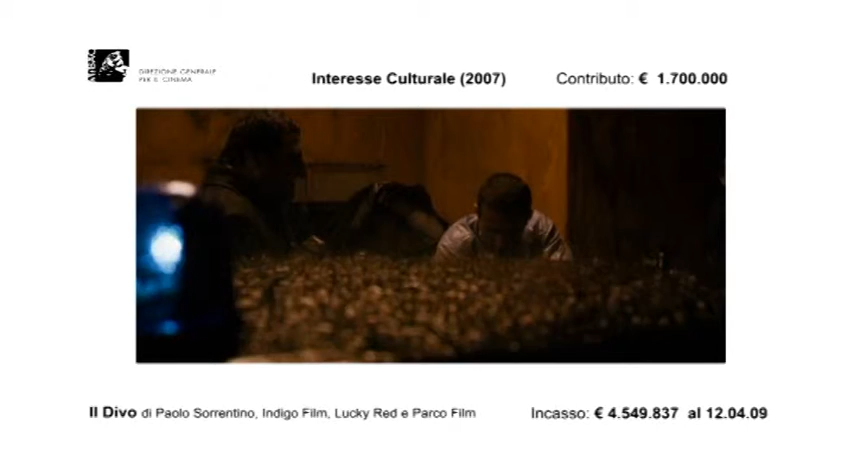 MiBAC
DIREZIONE GENERALE
PER IL CINEMA
Interesse Culturale (2007)
Contributo: € 1.700.000
Il Divo di Paolo Sorrentino, Indigo Film, Lucky Red e Parco Film
Incasso: € 4.549.837 al 12.04.09